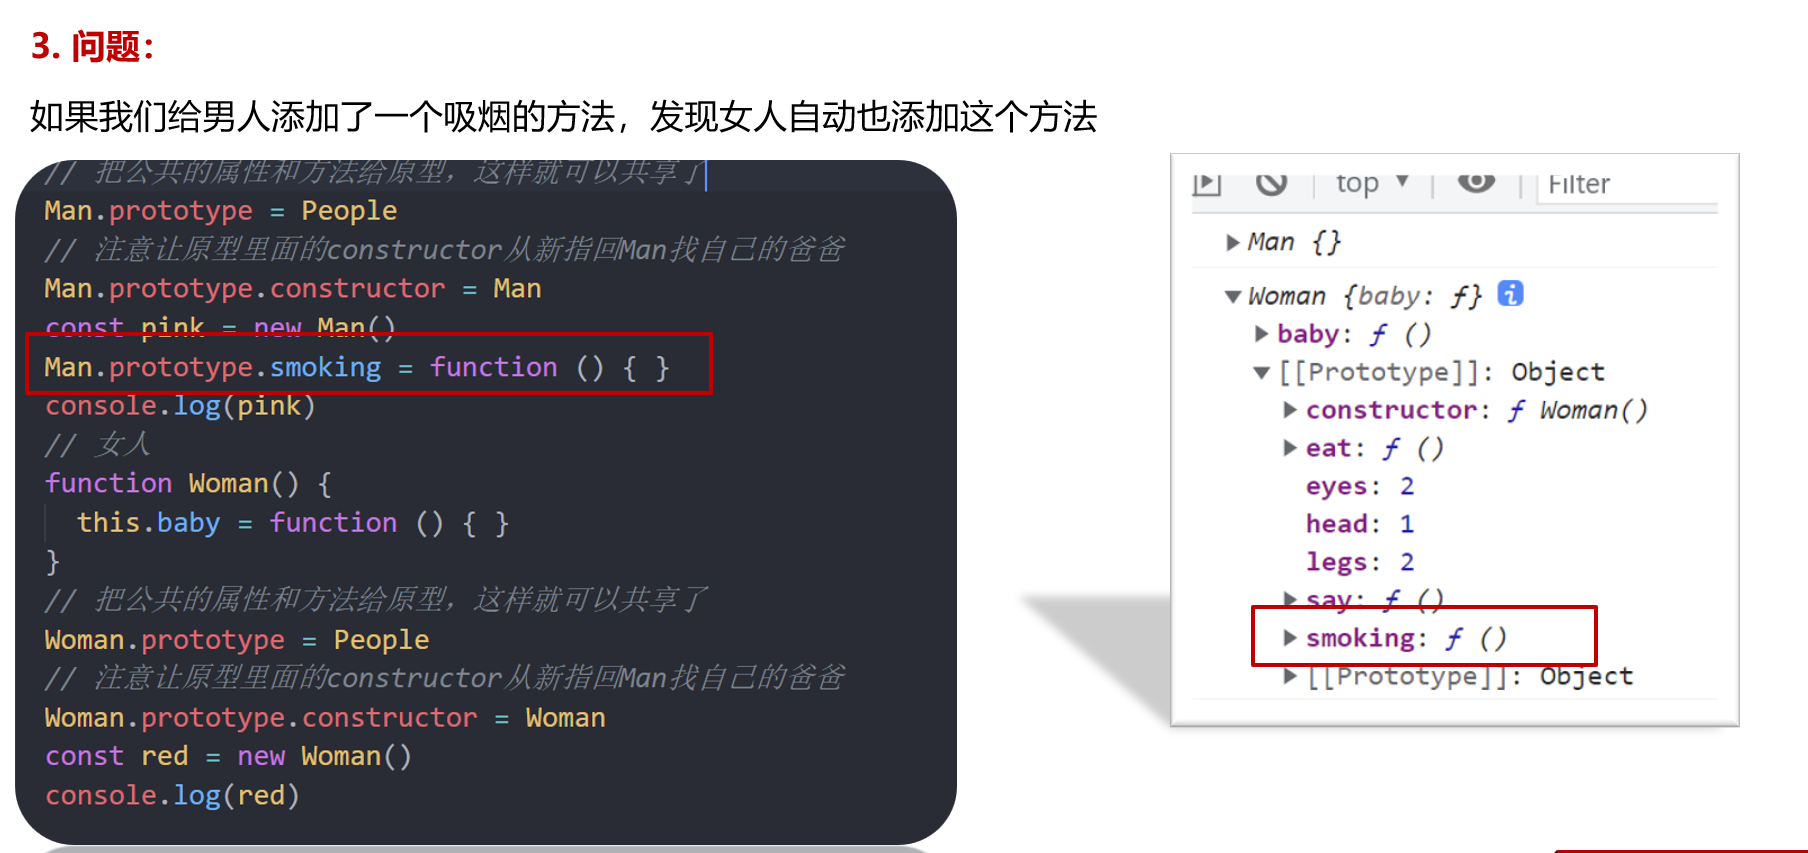 3. 问题：
如果我们给男人添加了一个吸烟的方法，发现女人自动也添加这个方法
// 把公共的属性和方法给原型，这样就可以共享了
Man.prototype = People
// 注意让原型里面的constructor从新指回Man找自己的爸爸
Man.prototype.constructor = Man
const pink = new Man()
Man.prototype.smoking = function () { }
console.log(pink)
// 女人
function Woman() {
this.baby = function () { }
}
// 把公共的属性和方法给原型，这样就可以共享了
Woman.prototype = People
// 注意让原型里面的constructor从新指回Man找自己的爸爸
Woman.prototype.constructor = Woman
const red = new Woman()
console.log(red)
top Filter
Man {}
Woman {baby: ƒ} i
baby: ƒ ()
[[Prototype]]: Object
constructor: ƒ Woman()
eat: ƒ ()
eyes: 2
head: 1
legs: 2
say: ƒ ()
smoking: ƒ ()
[[Prototype]]: Object